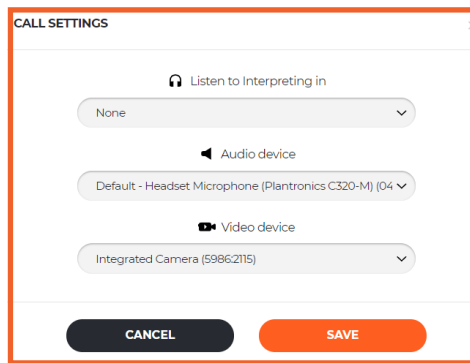 CALL SETTINGS
Listen to Interpreting in
None
Audio device
Default - Headset Microphone (Plantronics C320-M) (04
Video device
Integrated Camera (5986:2115)
CANCEL
SAVE